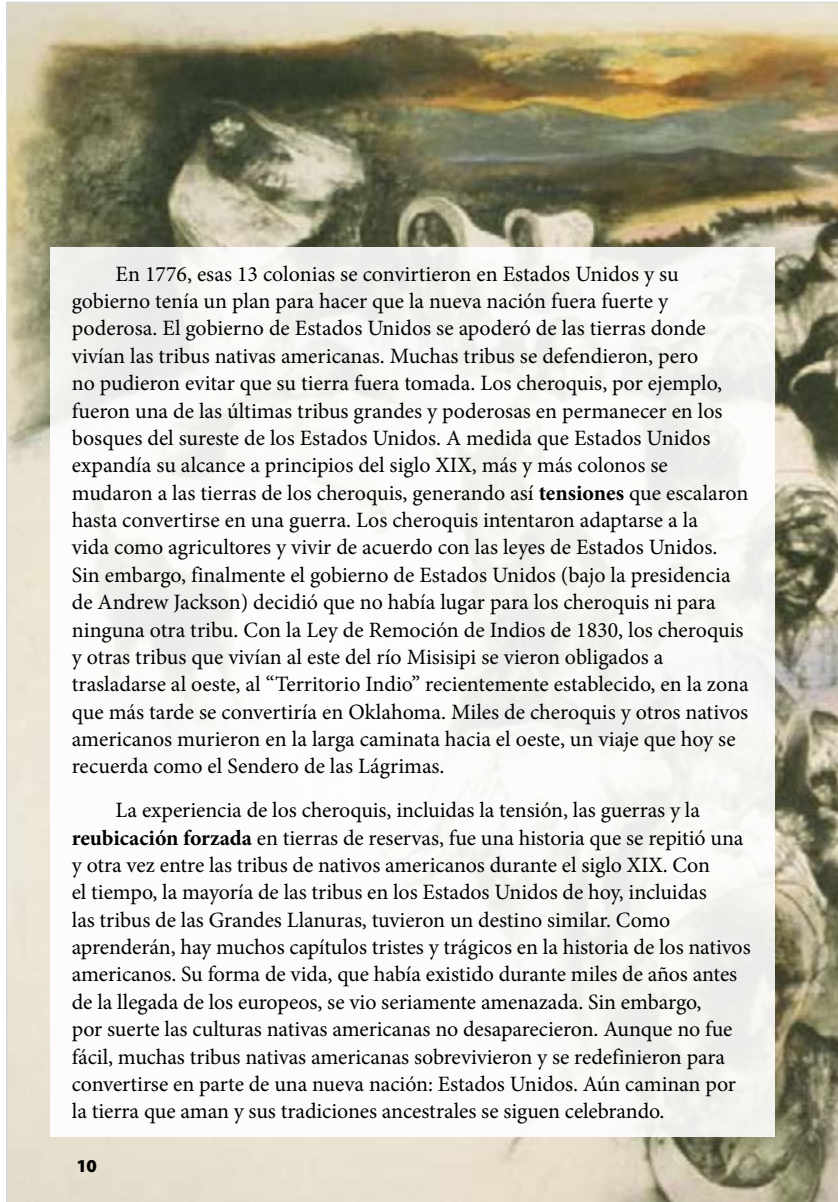 En 1776, esas 13 colonias se convirtieron en Estados Unidos y su
gobierno tenía un plan para hacer que la nueva nación fuera fuerte y
poderosa. El gobierno de Estados Unidos se apoderó de las tierras donde
vivían las tribus nativas americanas. Muchas tribus se defendieron, pero
no pudieron evitar que su tierra fuera tomada. Los cheroquis, por ejemplo,
fueron una de las últimas tribus grandes y poderosas en permanecer en los
bosques del sureste de los Estados Unidos. A medida que Estados Unidos
expandía su alcance a principios del siglo XIX, más y más colonos se
mudaron a las tierras de los cheroquis, generando así tensiones que escalaron
hasta convertirse en una guerra. Los cheroquis intentaron adaptarse a la
vida como agricultores y vivir de acuerdo con las leyes de Estados Unidos.
Sin embargo, finalmente el gobierno de Estados Unidos (bajo la presidencia
de Andrew Jackson) decidió que no había lugar para los cheroquis ni para
ninguna otra tribu. Con la Ley de Remoción de Indios de 1830, los cheroquis
y otras tribus que vivían al este del río Misisipi se vieron obligados a
trasladarse al oeste, al “Territorio Indio” recientemente establecido, en la zona
que más tarde se convertiría en Oklahoma. Miles de cheroquis y otros nativos
americanos murieron en la larga caminata hacia el oeste, un viaje que hoy se
recuerda como el Sendero de las Lágrimas.
La experiencia de los cheroquis, incluidas la tensión, las guerras y la
reubicación forzada en tierras de reservas, fue una historia que se repitió una
y otra vez entre las tribus de nativos americanos durante el siglo XIX. Con
el tiempo, la mayoría de las tribus en los Estados Unidos de hoy, incluidas
las tribus de las Grandes Llanuras, tuvieron un destino similar. Como
aprenderán, hay muchos capítulos tristes y trágicos en la historia de los nativos
americanos. Su forma de vida, que había existido durante miles de años antes
de la llegada de los europeos, se vio seriamente amenazada. Sin embargo,
por suerte las culturas nativas americanas no desaparecieron. Aunque no fue
fácil, muchas tribus nativas americanas sobrevivieron y se redefinieron para
convertirse en parte de una nueva nación: Estados Unidos. Aún caminan por
la tierra que aman y sus tradiciones ancestrales se siguen celebrando.
10